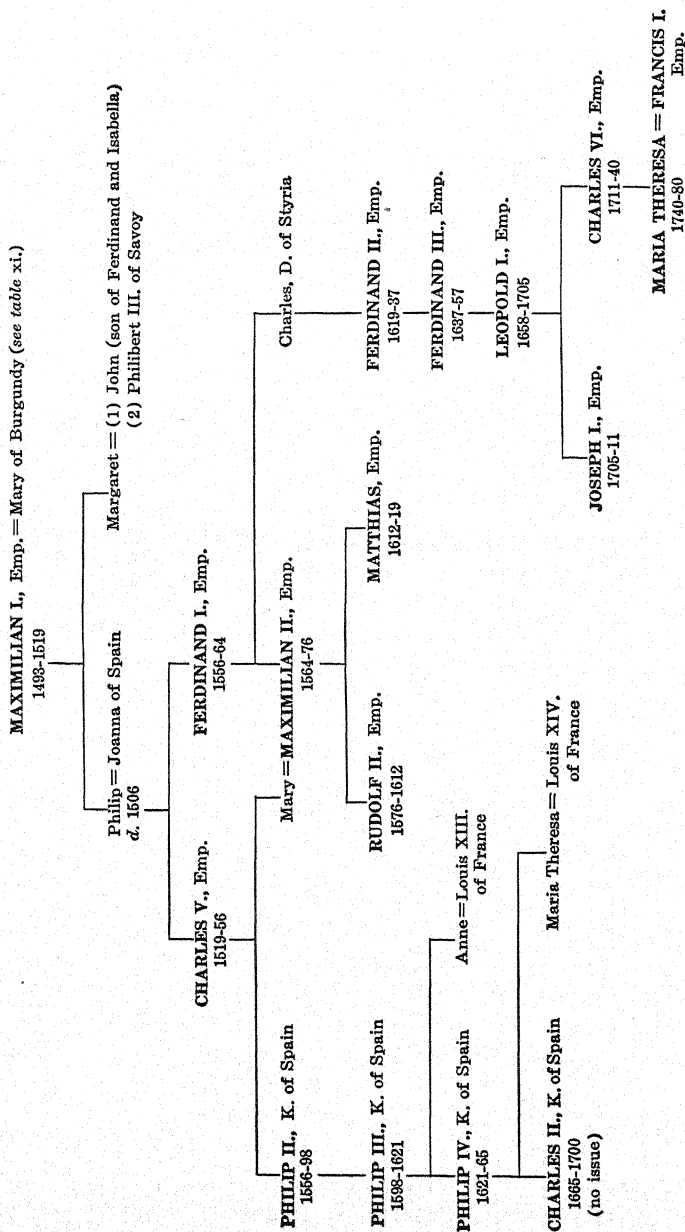 MAXIMILIAN I., Emp. = Mary of Burgundy (see table xi.)
1493-1519
Philip = Joanna of Spain
d. 1506
Margaret = (1) John (son of Ferdinand and Isabella)
(2) Philibert III. of Savoy
CHARLES V., Emp.
1519-56
FERDINAND I., Emp.
1556-64
PHILIP II., K. of Spain
1556-98
Mary = MAXIMILIAN II., Emp.
1564-76
Charles, D. of Styria
PHILIP III., K. of Spain
1598-1621
RUDOLF II., Emp.
1576-1612
MATTHIAS, Emp.
1612-19
FERDINAND II., Emp.
1619-37
PHILIP IV., K. of Spain
1621-65
Anne = Louis XIII.
of France
FERDINAND III., Emp.
1637-57
CHARLES II., K. of Spain
1665-1700
(no issue)
Maria Theresa = Louis XIV.
of France
LEOPOLD I., Emp.
1658-1705
JOSEPH I., Emp.
1705-11
CHARLES VI., Emp.
1711-40
MARIA THERESA = FRANCIS I.
1740-80
Emp.